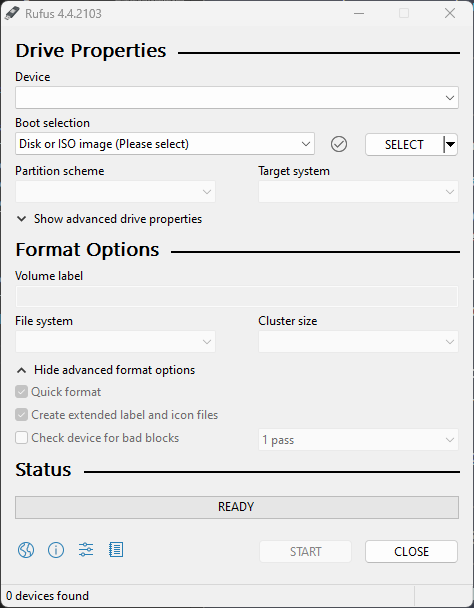 Rufus 4.4.2103
Drive Properties
Device
Boot selection
Disk or ISO image (Please select)
SELECT
Partition scheme
Target system
Show advanced drive properties
Format Options
Volume label
File system
Cluster size
Hide advanced format options
Quick format
Create extended label and icon files
Check device for bad blocks
1 pass
Status
READY
START
CLOSE
0 devices found